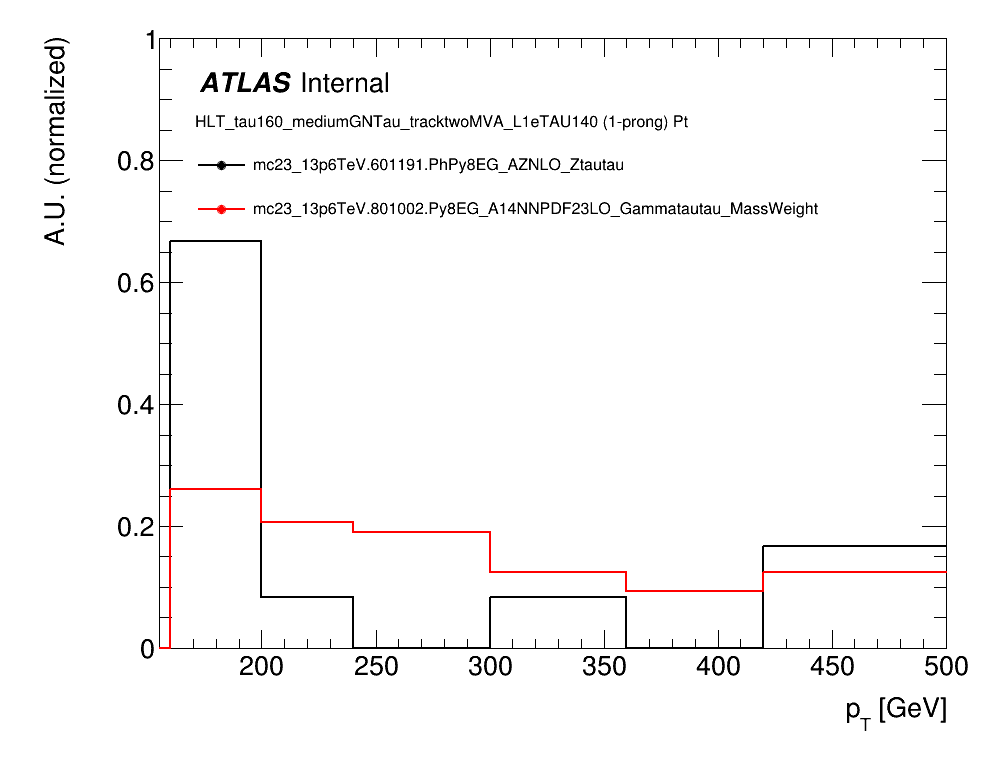 ATLAS Internal
HLT_tau160_mediumGNTau_tracktwoMVA_L1eTAU140 (1-prong) Pt
mc23_13p6TeV.601191.PhPy8EG_AZNLO_Ztautau
mc23_13p6TeV.801002.Py8EG_A14NNPDF23LO_Gammatautau_MassWeight
A.U. (normalized)
1
0.8
0.6
0.4
0.2
0
200 250 300 350 400 450 500
p_T [GeV]